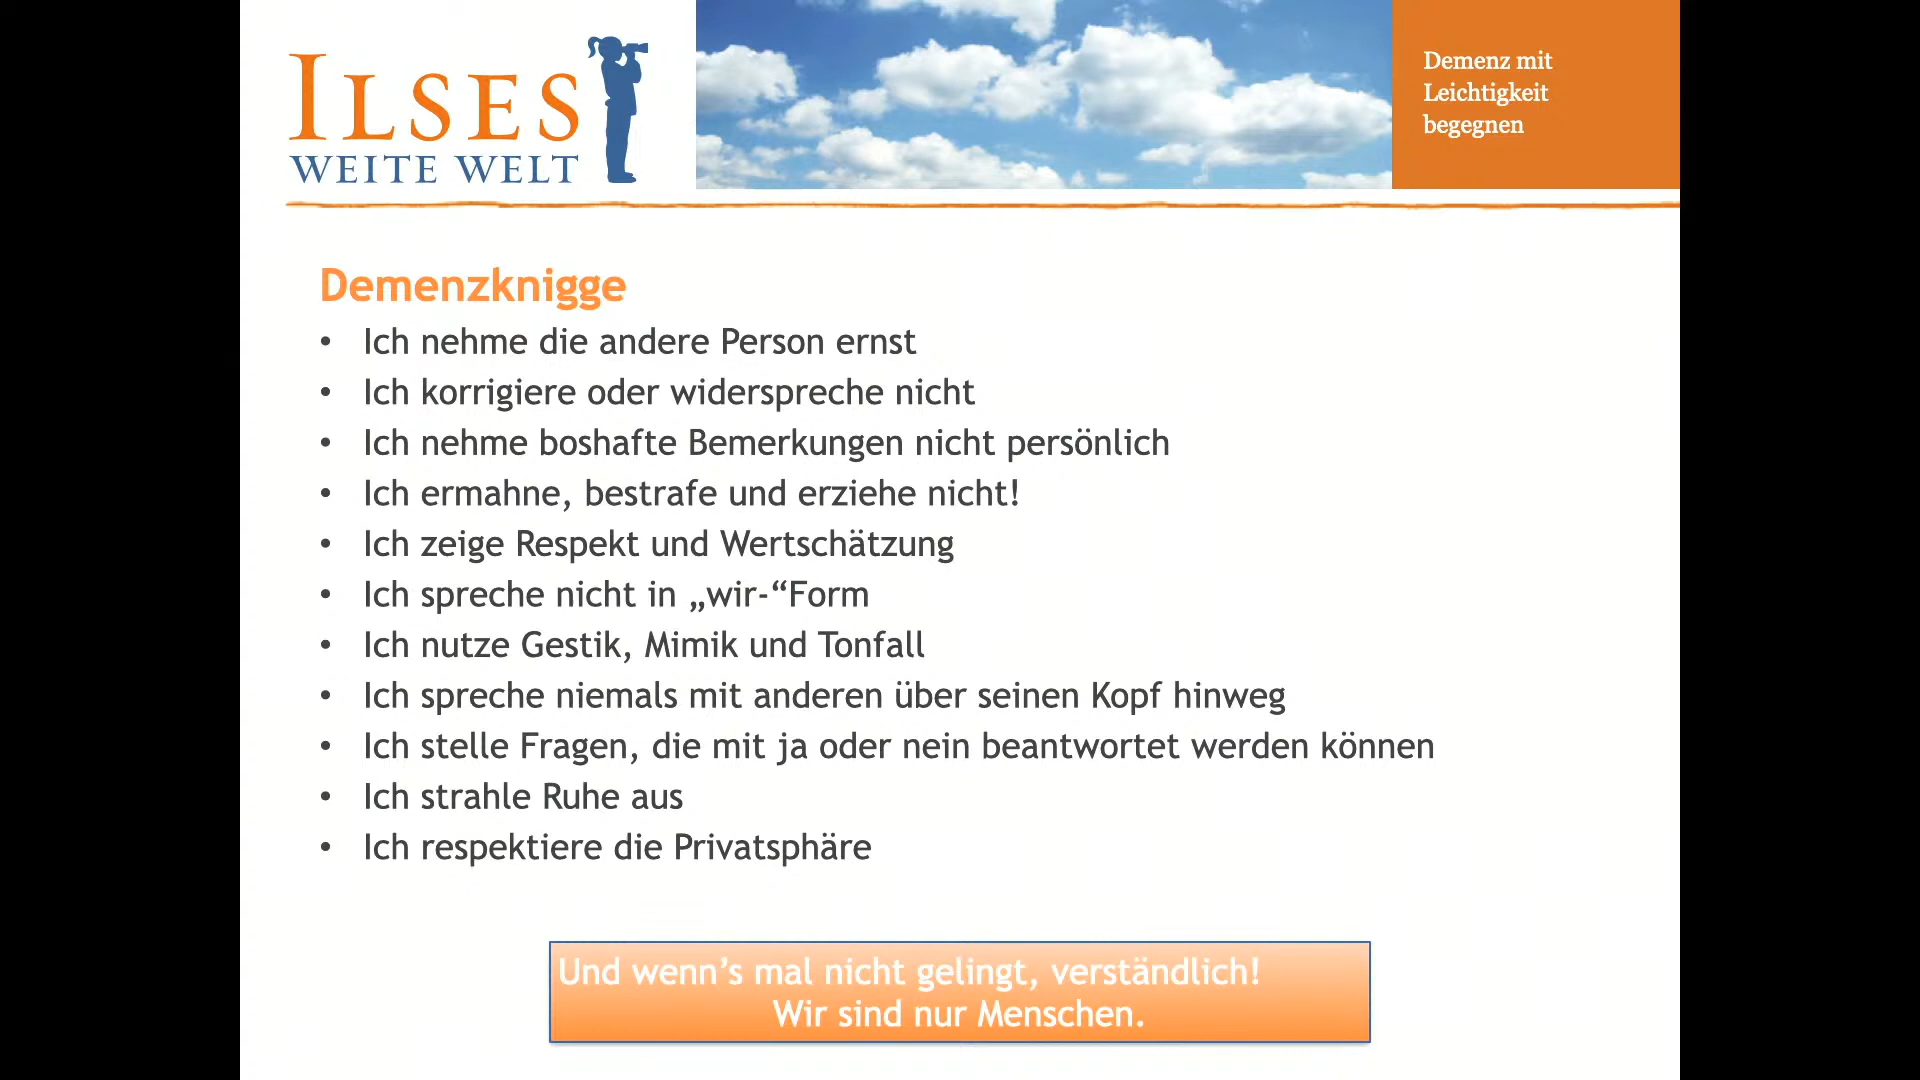 ILSES
WEITE WELT
Demenz mit
Leichtigkeit
begegnen
Demenzknigge
• Ich nehme die andere Person ernst
• Ich korrigiere oder widerspreche nicht
• Ich nehme boshafte Bemerkungen nicht persönlich
• Ich ermahne, bestrafe und erziehe nicht!
• Ich zeige Respekt und Wertschätzung
• Ich spreche nicht in „wir-“Form
• Ich nutze Gestik, Mimik und Tonfall
• Ich spreche niemals mit anderen über seinen Kopf hinweg
• Ich stelle Fragen, die mit ja oder nein beantwortet werden können
• Ich strahle Ruhe aus
• Ich respektiere die Privatsphäre
Und wenn’s mal nicht gelingt, verständlich!
Wir sind nur Menschen.